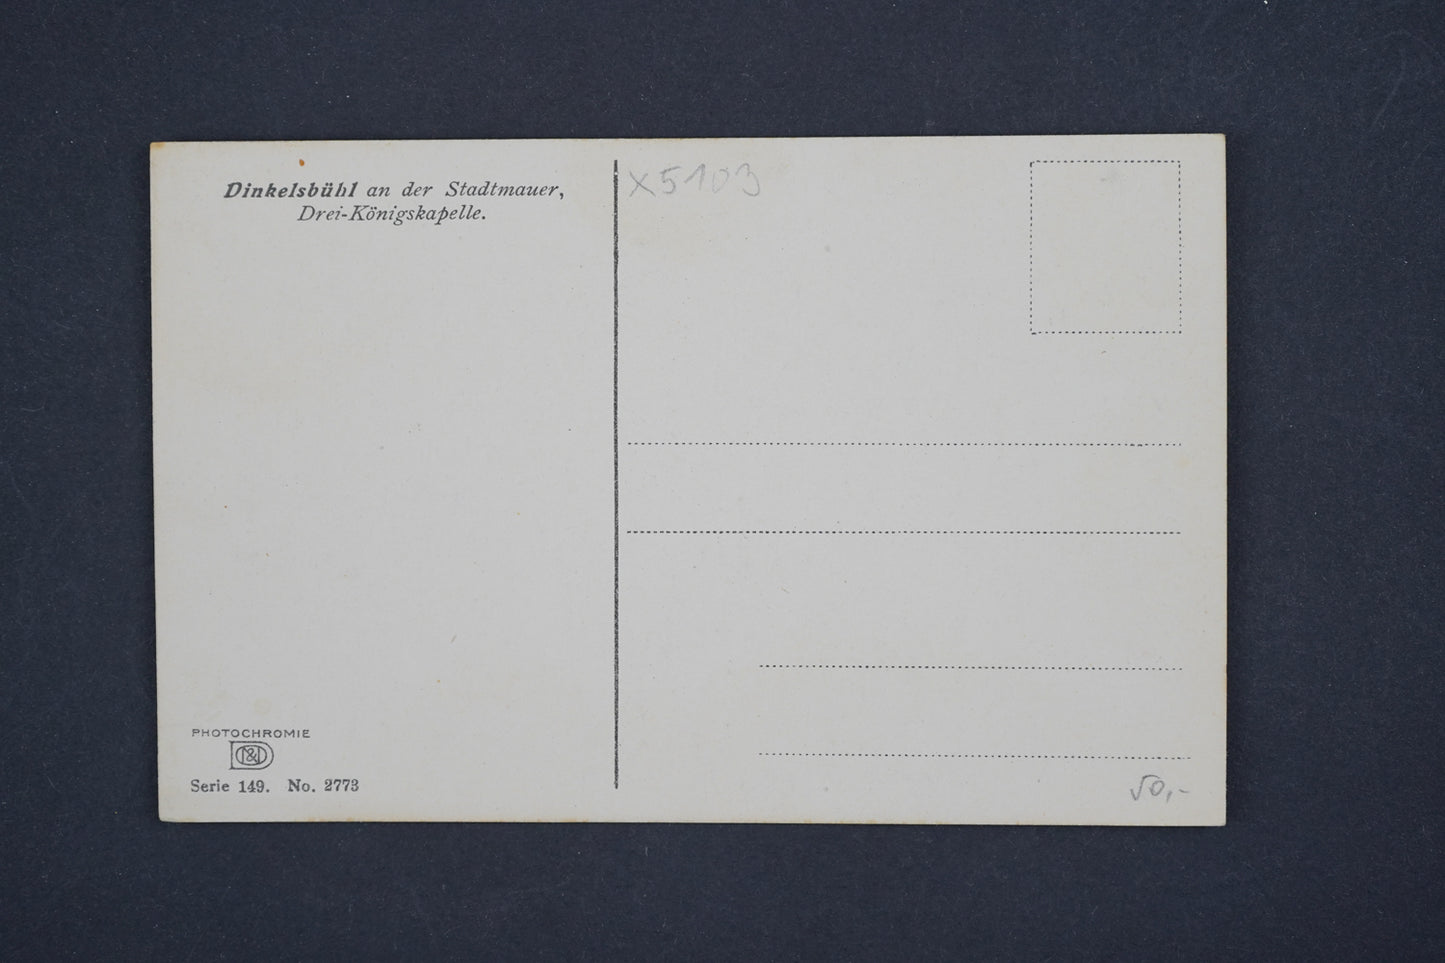 Dinkelsbühl an der Stadtmauer,
Drei-Königskapelle.
X5103
PHOTOCHROMIE
N&D
Serie 149. No. 2773
50,-